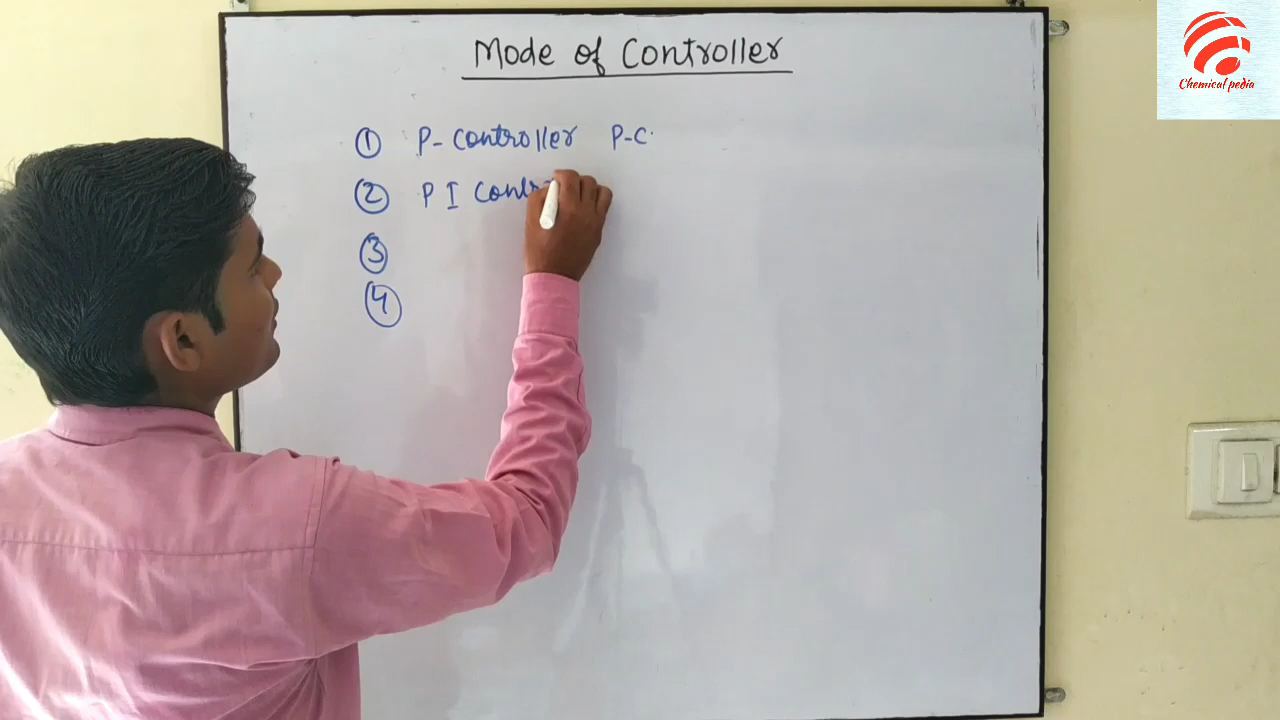 Mode of Controller
Chemical pedia
① P- Controller P-C.
② P I Contr
③
④